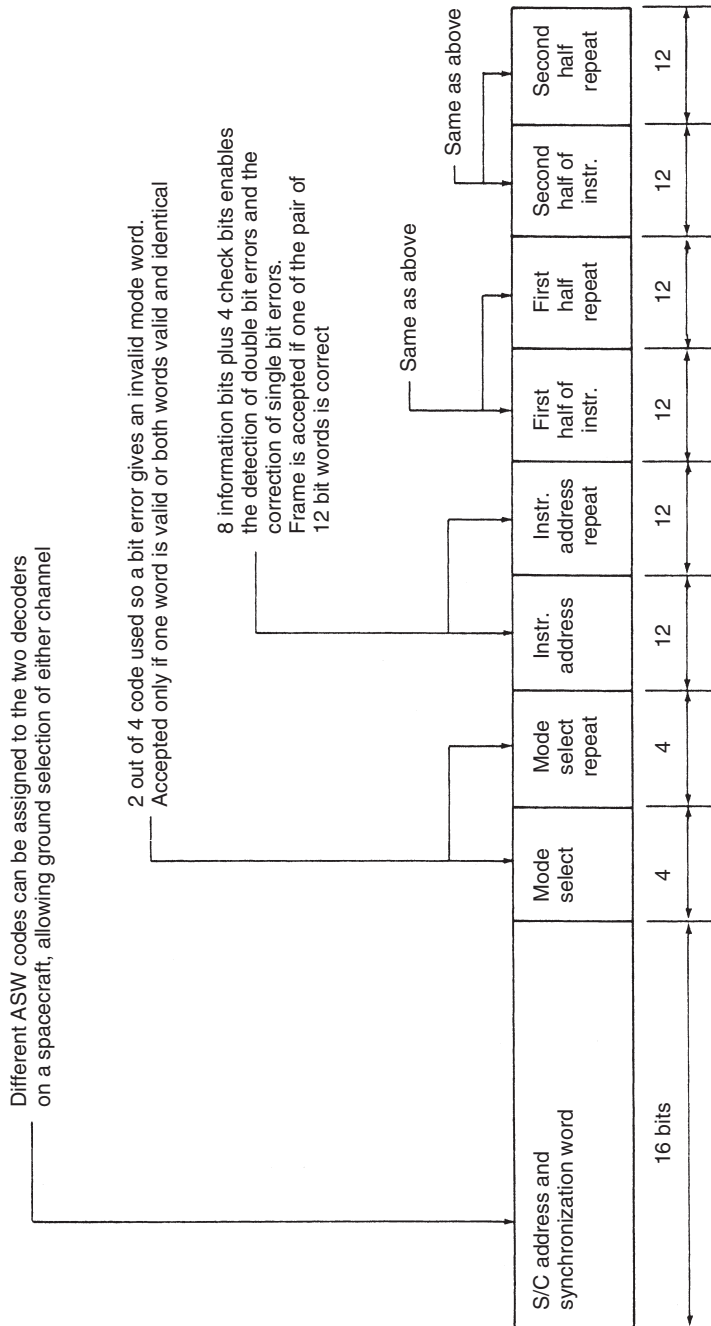 Different ASW codes can be assigned to the two decoders
on a spacecraft, allowing ground selection of either channel
2 out of 4 code used so a bit error gives an invalid mode word.
Accepted only if one word is valid or both words valid and identical
8 information bits plus 4 check bits enables
the detection of double bit errors and the
correction of single bit errors.
Frame is accepted if one of the pair of
12 bit words is correct
Same as above
Same as above
S/C address and
synchronization word
Mode
select
Mode
select
repeat
Instr.
address
Instr.
address
repeat
First
half of
instr.
First
half
repeat
Second
half of
instr.
Second
half
repeat
16 bits
4
4
12
12
12
12
12
12